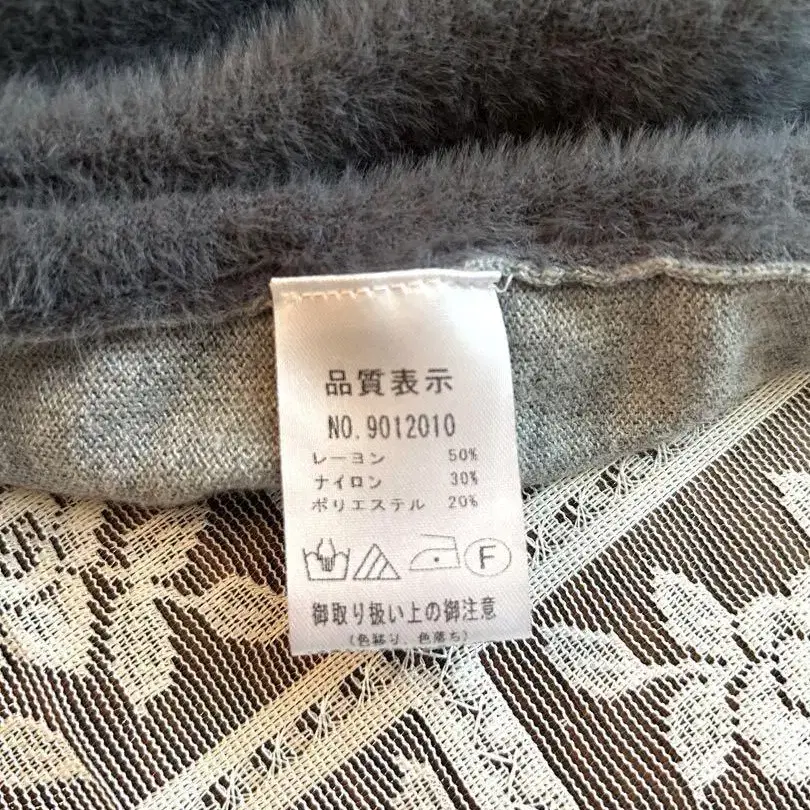 品質表示
NO.9012010
レーヨン 50%
ナイロン 30%
ポリエステル 20%
F
御取り扱い上の御注意
(色移り、色落ち)